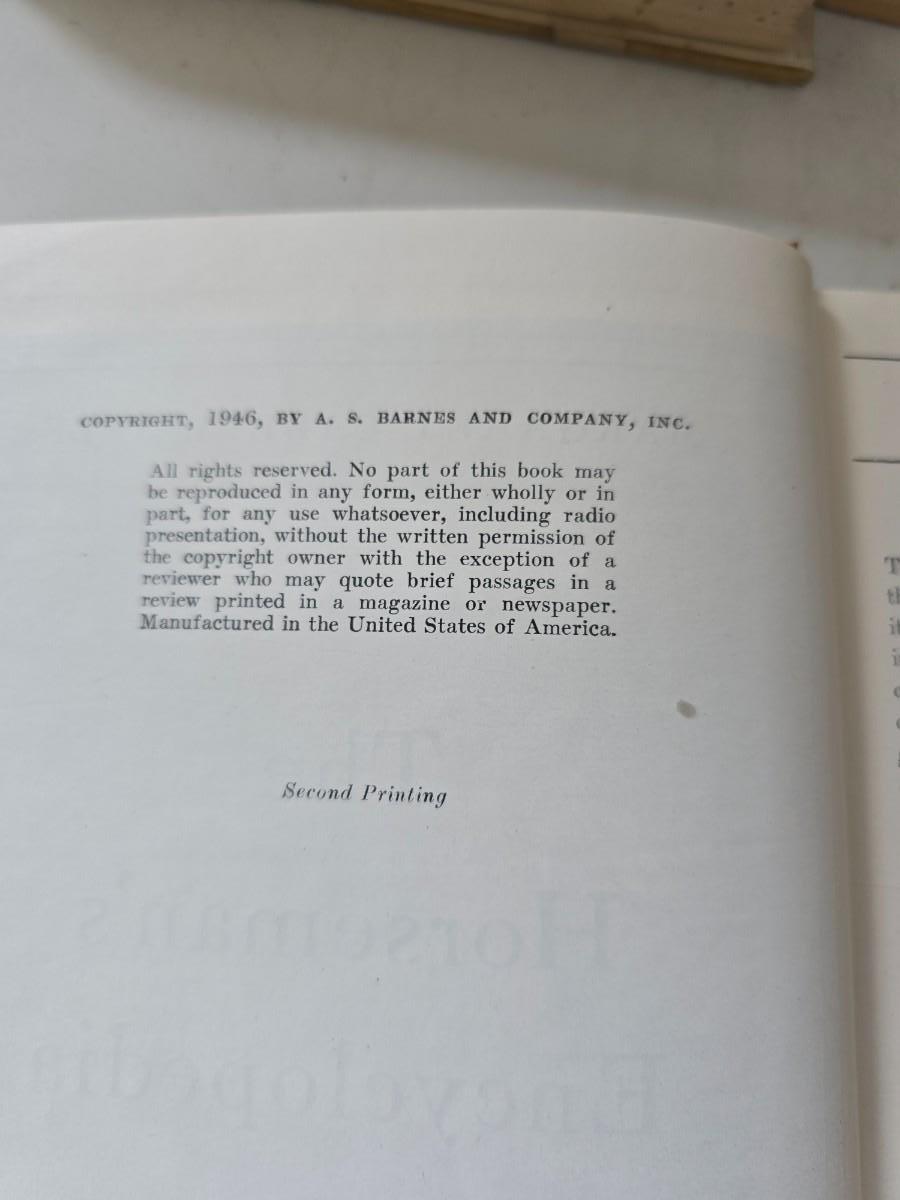 COPYRIGHT, 1946, BY A. S. BARNES AND COMPANY, INC.
All rights reserved. No part of this book may
be reproduced in any form, either wholly or in
part, for any use whatsoever, including radio
presentation, without the written permission of
the copyright owner with the exception of a
reviewer who may quote brief passages in a
review printed in a magazine or newspaper.
Manufactured in the United States of America.
The
Second Printing
Horseman's
Encyclopedia